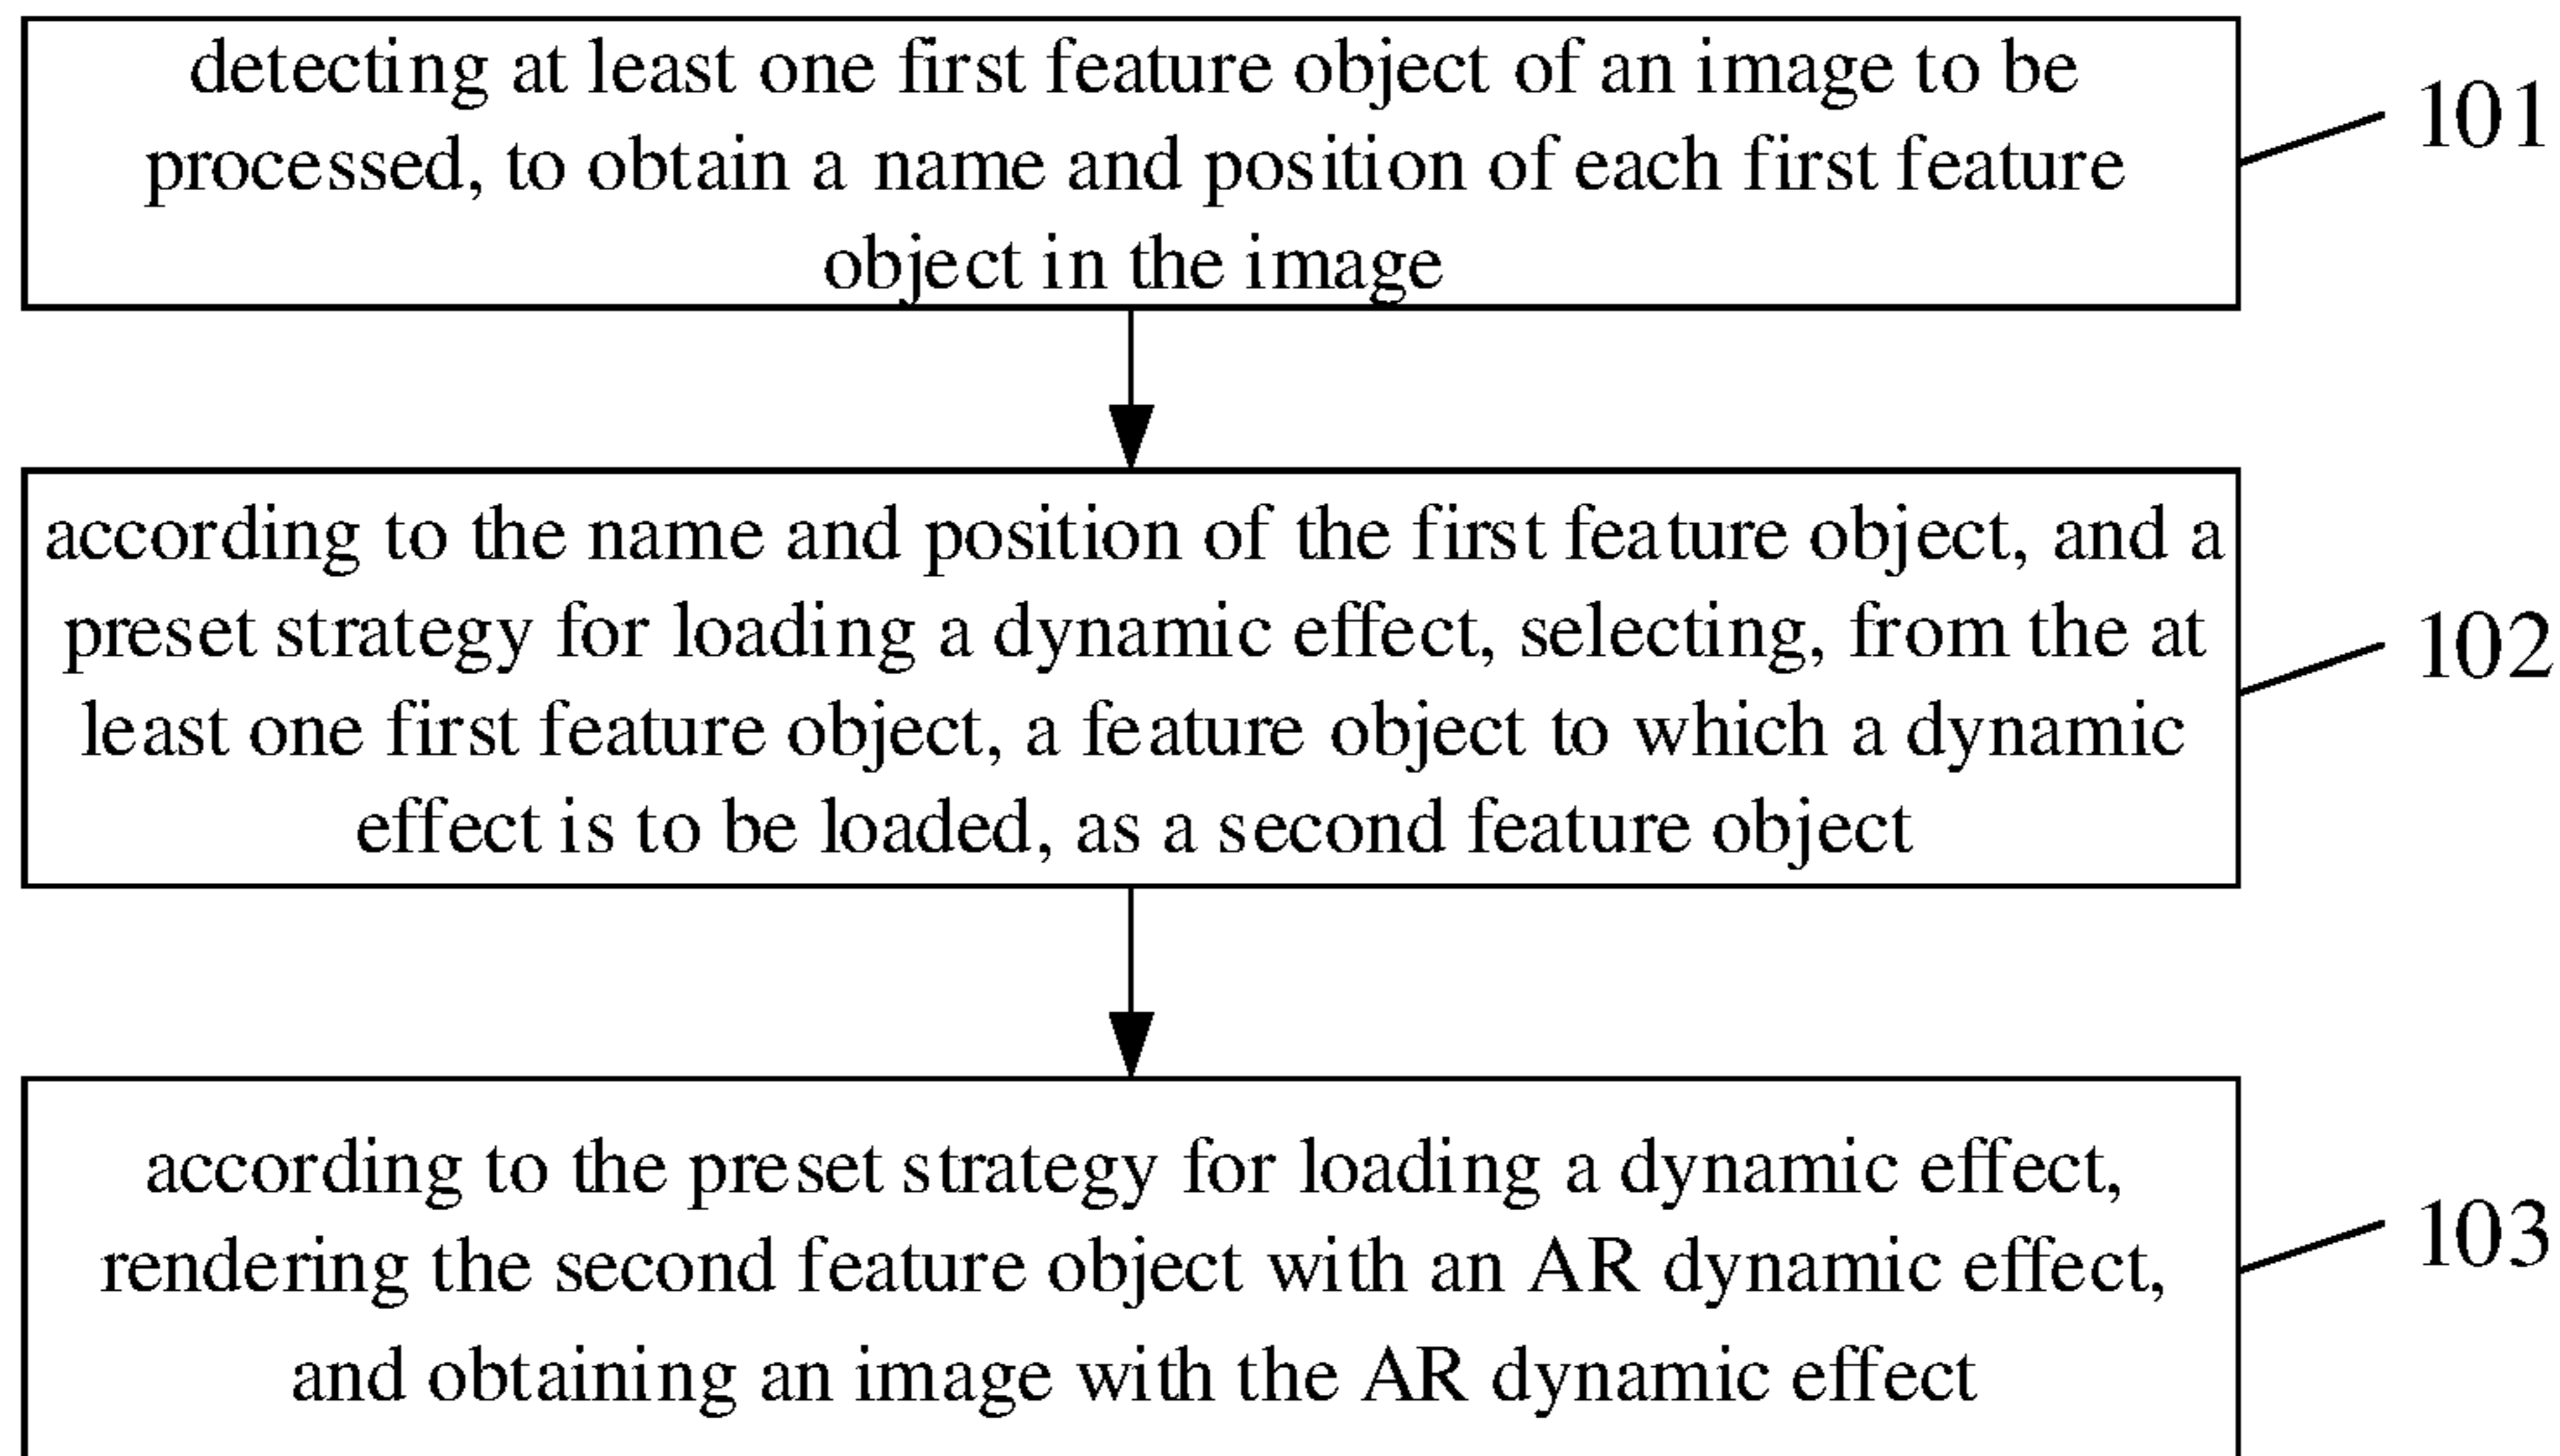 detecting at least one first feature object of an image to be
processed, to obtain a name and position of each first feature
object in the image
101
according to the name and position of the first feature object, and a
preset strategy for loading a dynamic effect, selecting, from the at
least one first feature object, a feature object to which a dynamic
effect is to be loaded, as a second feature object
102
according to the preset strategy for loading a dynamic effect,
rendering the second feature object with an AR dynamic effect,
and obtaining an image with the AR dynamic effect
103